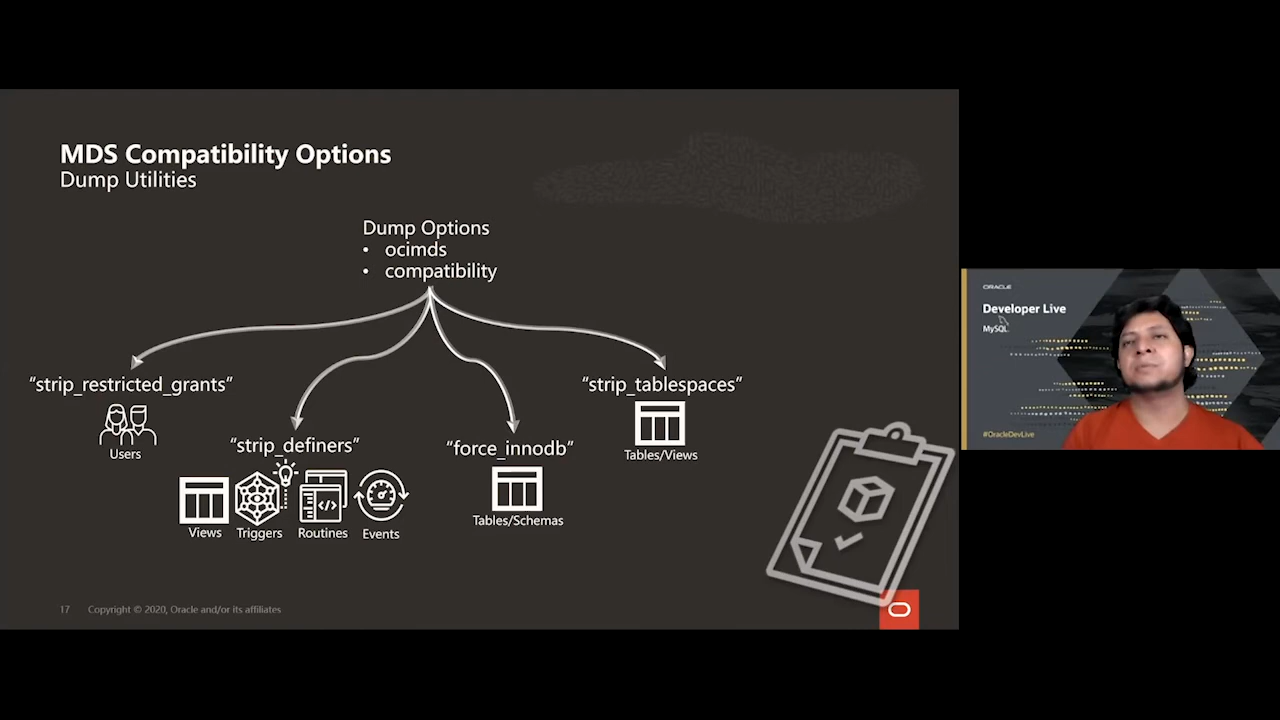 MDS Compatibility Options
Dump Utilities
Dump Options
• ocimds
• compatibility
“strip_restricted_grants”
Users
“strip_definers”
Views Triggers Routines Events
“force_innodb”
Tables/Schemas
“strip_tablespaces”
Tables/Views
17 Copyright © 2020, Oracle and/or its affiliates
ORACLE
Developer Live
MySQL
#OracleDevLive